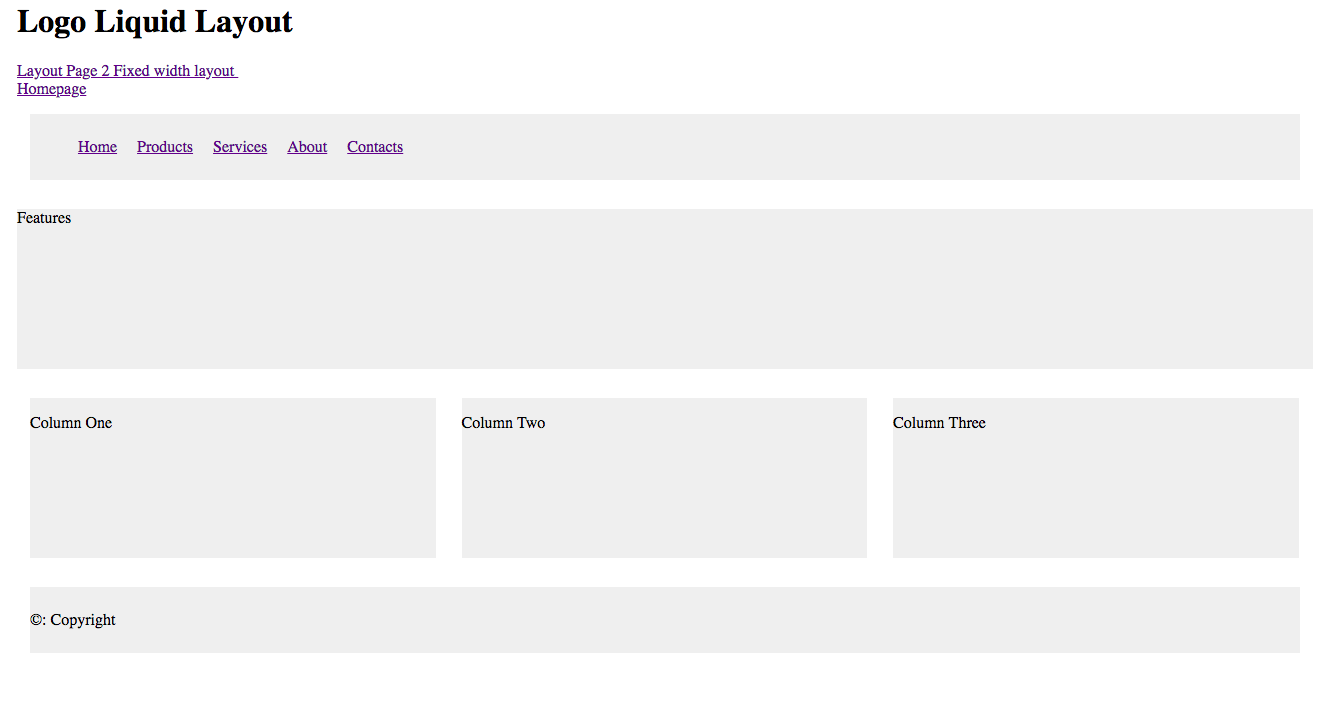 Logo Liquid Layout
Layout Page 2 Fixed width layout
Homepage
Home Products Services About Contacts
Features
Column One Column Two Column Three
©: Copyright